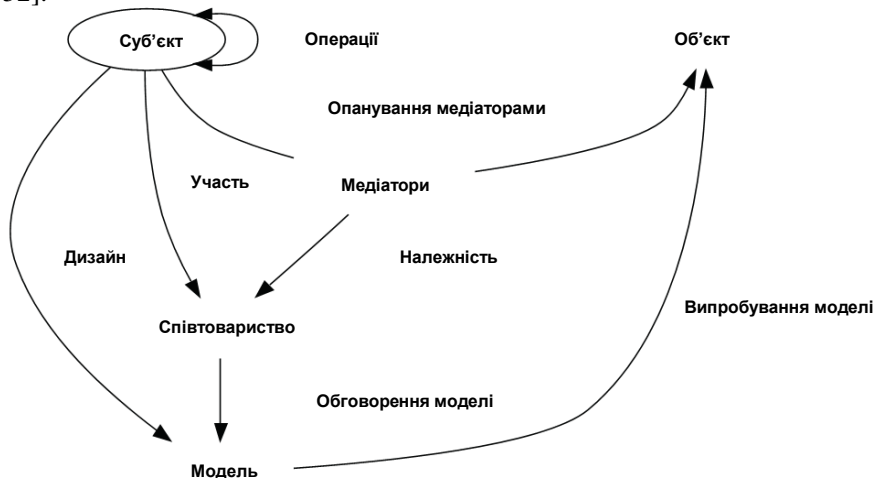 Суб’єкт
Операції
Об’єкт
Опанування медіаторами
Участь
Медіатори
Дизайн
Належність
Співтовариство
Випробування моделі
Обговорення моделі
Модель